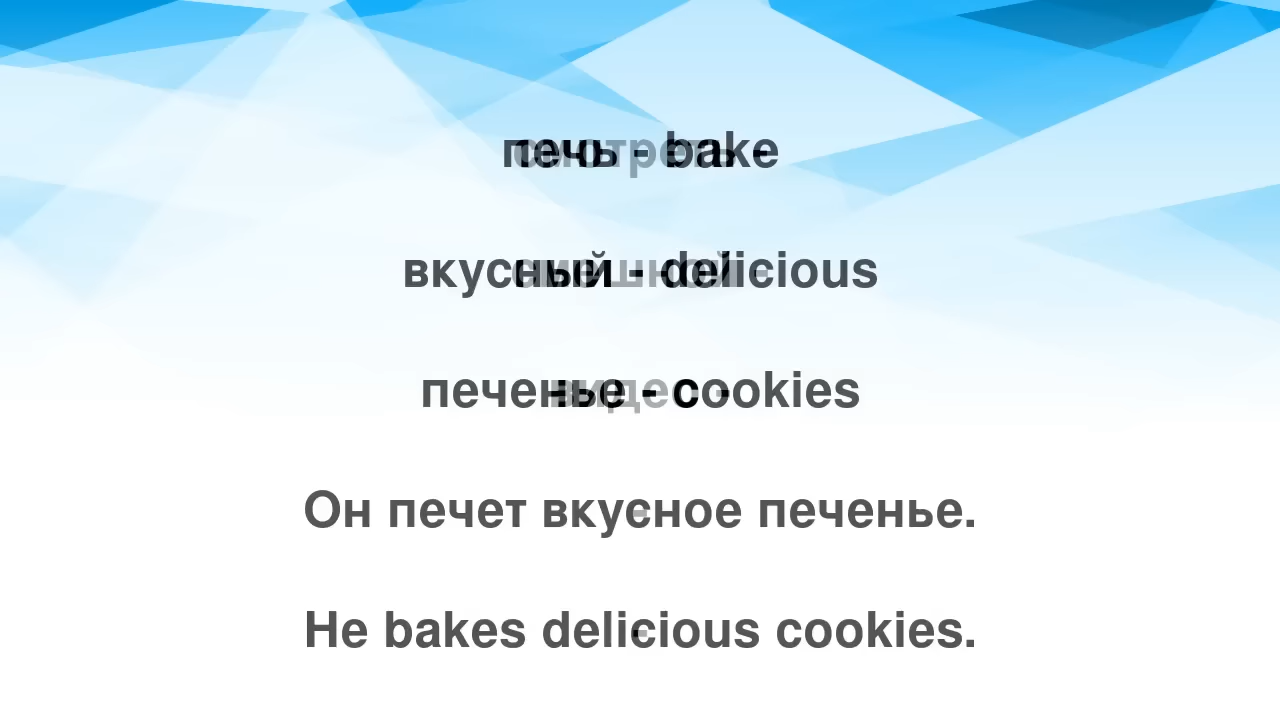 печь - bake
вкусный - delicious
печенье - cookies
Он печет вкусное печенье.
He bakes delicious cookies.